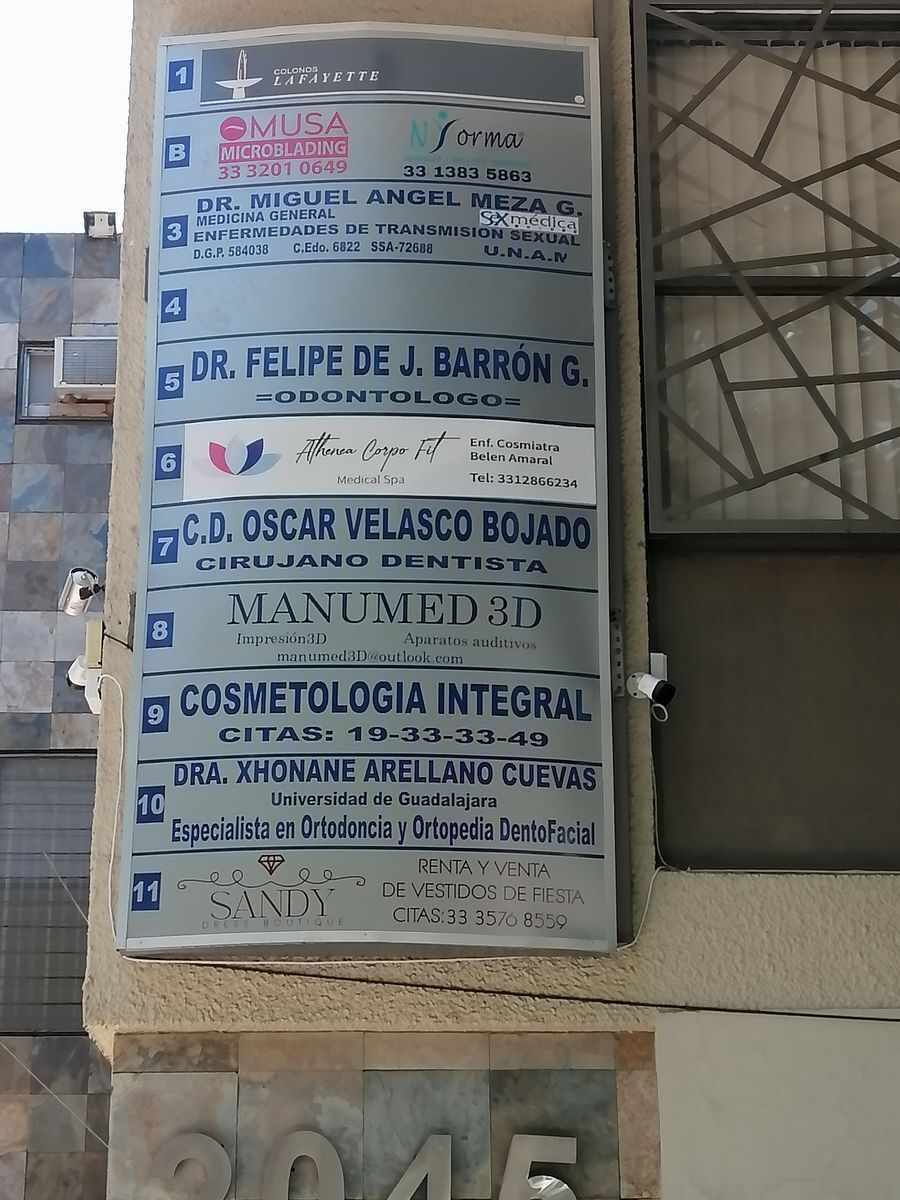 1
COLONOS
LAFAYETTE
B
MUSA
MICROBLADING
33 3201 0649
Norma
33 1383 5863
3
DR. MIGUEL ANGEL MEZA G.
MEDICINA GENERAL
SeXmédica
ENFERMEDADES DE TRANSMISION SEXUAL
D.G.P. 584038 C.Edo. 6822 SSA-72688 U.N.A.M
4
5
DR. FELIPE DE J. BARRÓN G.
=ODONTOLOGO=
6
Athenea Corpo Fit
Medical Spa
Enf. Cosmiatra
Belen Amaral
Tel: 3312866234
7
C.D. OSCAR VELASCO BOJADO
CIRUJANO DENTISTA
8
MANUMED 3D
Impresión3D Aparatos auditivos
manumed3D@outlook.com
9
COSMETOLOGIA INTEGRAL
CITAS: 19-33-33-49
10
DRA. XHONANE ARELLANO CUEVAS
Universidad de Guadalajara
Especialista en Ortodoncia y Ortopedia DentoFacial
11
SANDY
DRESS BOUTIQUE
RENTA Y VENTA
DE VESTIDOS DE FIESTA
CITAS:33 3576 8559
2045